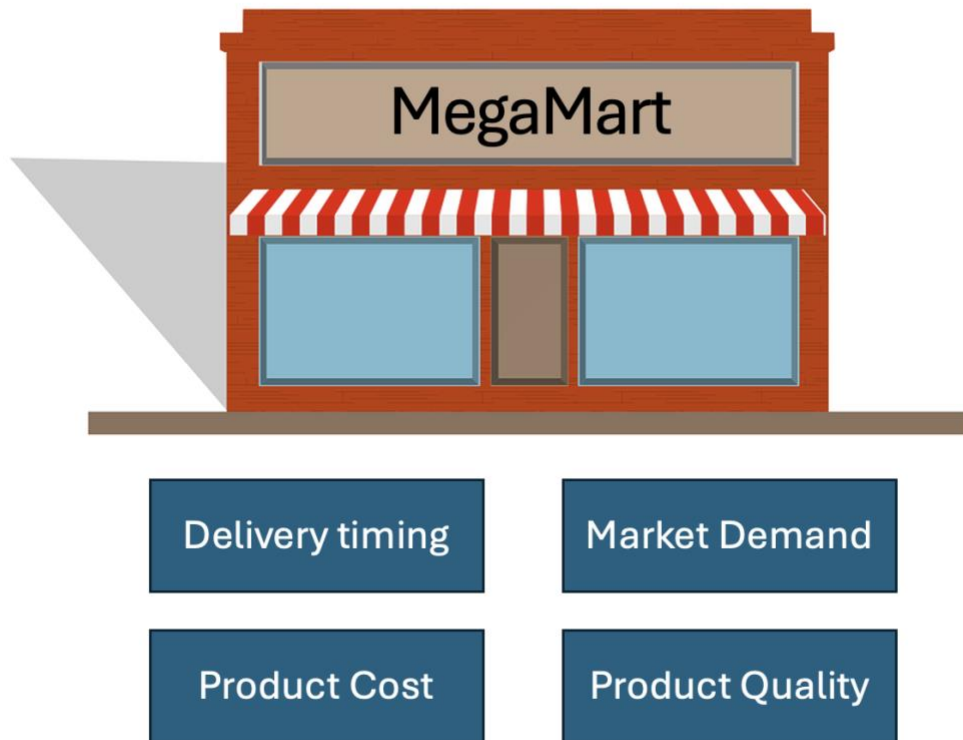 MegaMart
Delivery timing
Market Demand
Product Cost
Product Quality